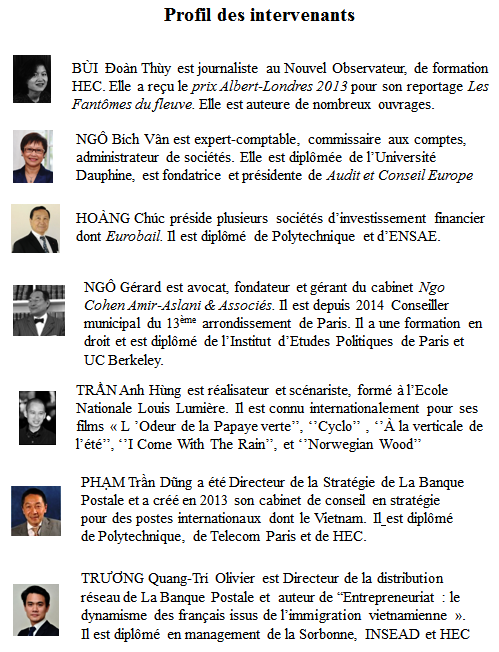 Profil des intervenants
BÙI Đoàn Thùy est journaliste au Nouvel Observateur, de formation
HEC. Elle a reçu le prix Albert-Londres 2013 pour son reportage Les
Fantômes du fleuve. Elle est auteure de nombreux ouvrages.
NGÔ Bich Vân est expert-comptable, commissaire aux comptes,
administrateur de sociétés. Elle est diplômée de l’Université
Dauphine, est fondatrice et présidente de Audit et Conseil Europe
HOÀNG Chúc préside plusieurs sociétés d’investissement financier
dont Eurobail. Il est diplômé de Polytechnique et d’ENSAE.
NGÔ Gérard est avocat, fondateur et gérant du cabinet Ngo
Cohen Amir-Aslani & Associés. Il est depuis 2014 Conseiller
municipal du 13ème arrondissement de Paris. Il a une formation en
droit et est diplômé de l’Institut d’Etudes Politiques de Paris et
UC Berkeley.
TRẦN Anh Hùng est réalisateur et scénariste, formé à l’Ecole
Nationale Louis Lumière. Il est connu internationalement pour ses
films « L ’Odeur de la Papaye verte”, ‘’Cyclo” , ‘’À la verticale de
l’été”, ‘’I Come With The Rain”, et ‘’Norwegian Wood”
PHẠM Trần Dũng a été Directeur de la Stratégie de La Banque
Postale et a créé en 2013 son cabinet de conseil en stratégie
pour des postes internationaux dont le Vietnam. Il est diplômé
de Polytechnique, de Telecom Paris et de HEC.
TRƯƠNG Quang-Trí Olivier est Directeur de la distribution
réseau de La Banque Postale et auteur de “Entrepreneuriat : le
dynamisme des français issus de l’immigration vietnamienne ».
Il est diplômé en management de la Sorbonne, INSEAD et HEC